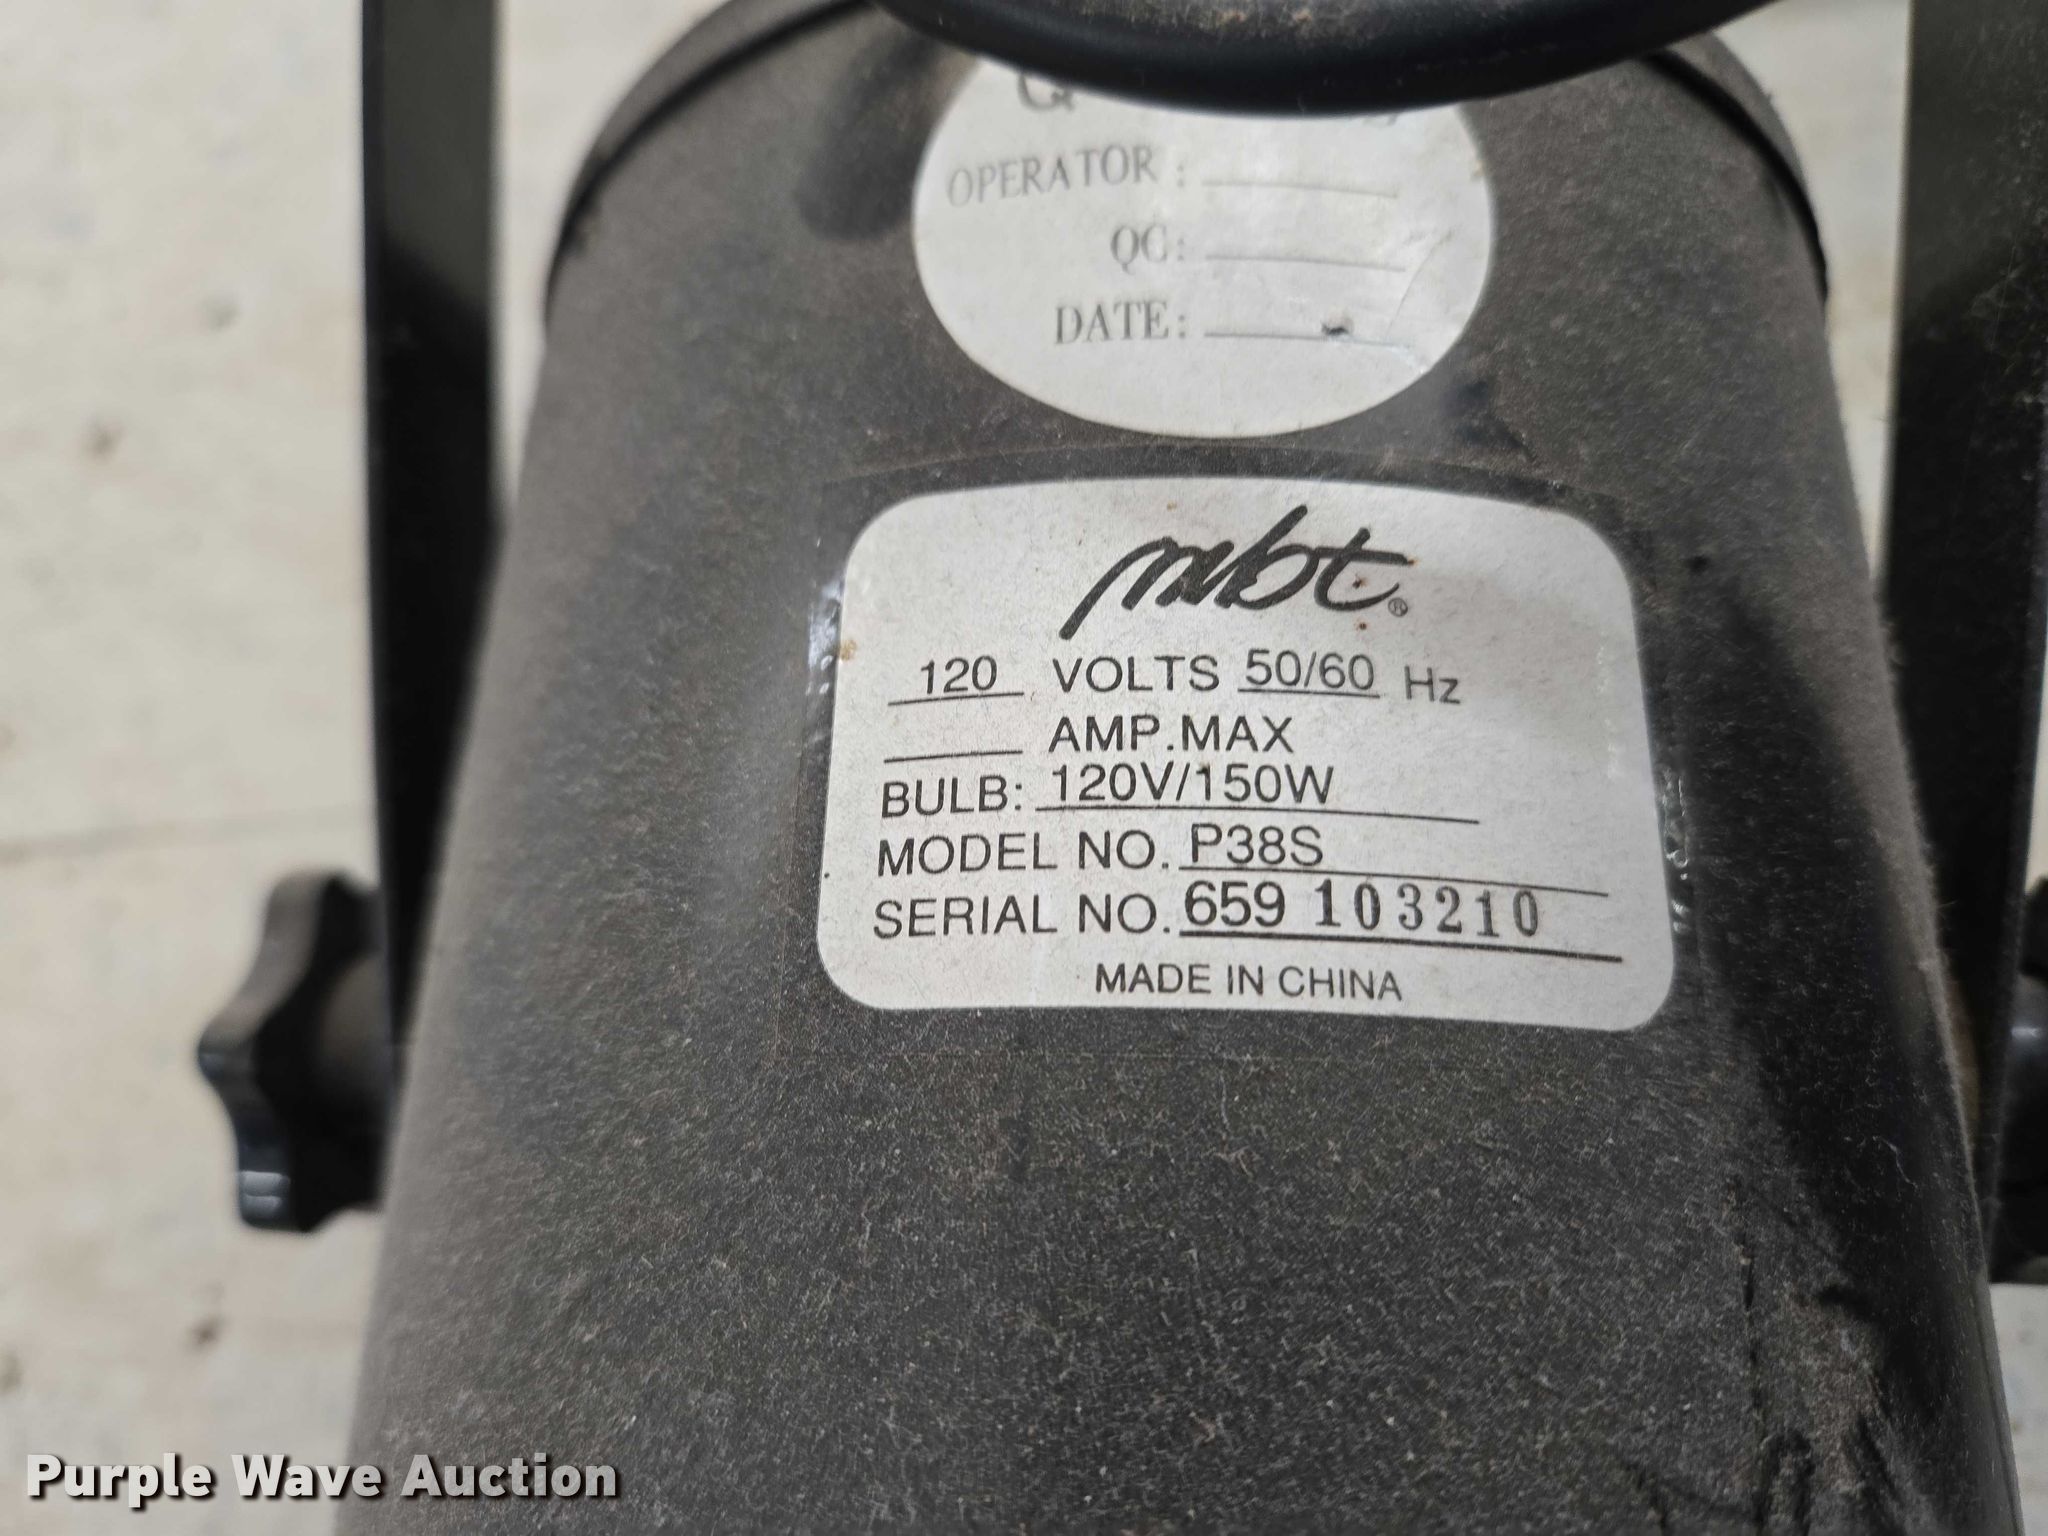 OPERATOR:
QC:
DATE:
mbt®
120 VOLTS 50/60 Hz
AMP.MAX
BULB: 120V/150W
MODEL NO. P38S
SERIAL NO. 659 103210
MADE IN CHINA
Purple Wave Auction